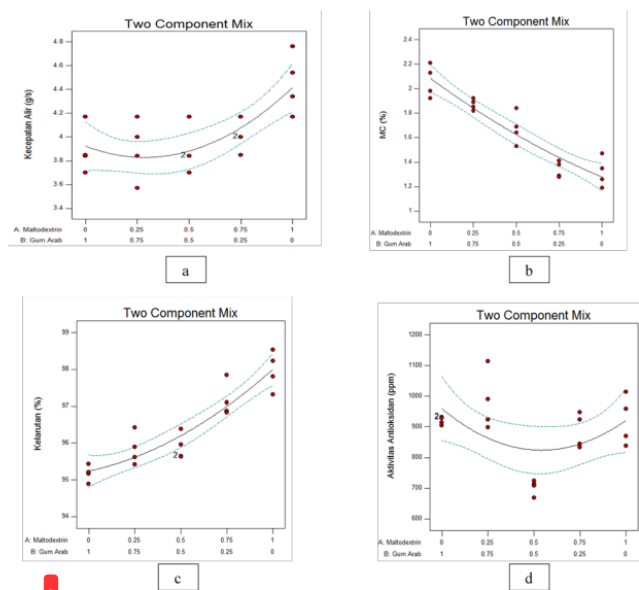 Two Component Mix
Kecepatan Alir (g/s)
4.8
4.6
4.4
4.2
4
3.8
3.6
3.4
2
2
0 0.25 0.5 0.75 1
1 0.75 0.5 0.25 0
A: Maltodextrin
B: Gum Arab
a
Two Component Mix
MC (%)
2.4
2.2
2
1.8
1.6
1.4
1.2
1
0 0.25 0.5 0.75 1
1 0.75 0.5 0.25 0
A: Maltodextrin
B: Gum Arab
b
Two Component Mix
Kelarutan (%)
99
98
97
96
95
94
2
0 0.25 0.5 0.75 1
1 0.75 0.5 0.25 0
A: Maltodextrin
B: Gum Arab
c
Two Component Mix
Aktivitas Antioksidan (ppm)
1200
1100
1000
900
800
700
600
2
0 0.25 0.5 0.75 1
1 0.75 0.5 0.25 0
A: Maltodextrin
B: Gum Arab
d